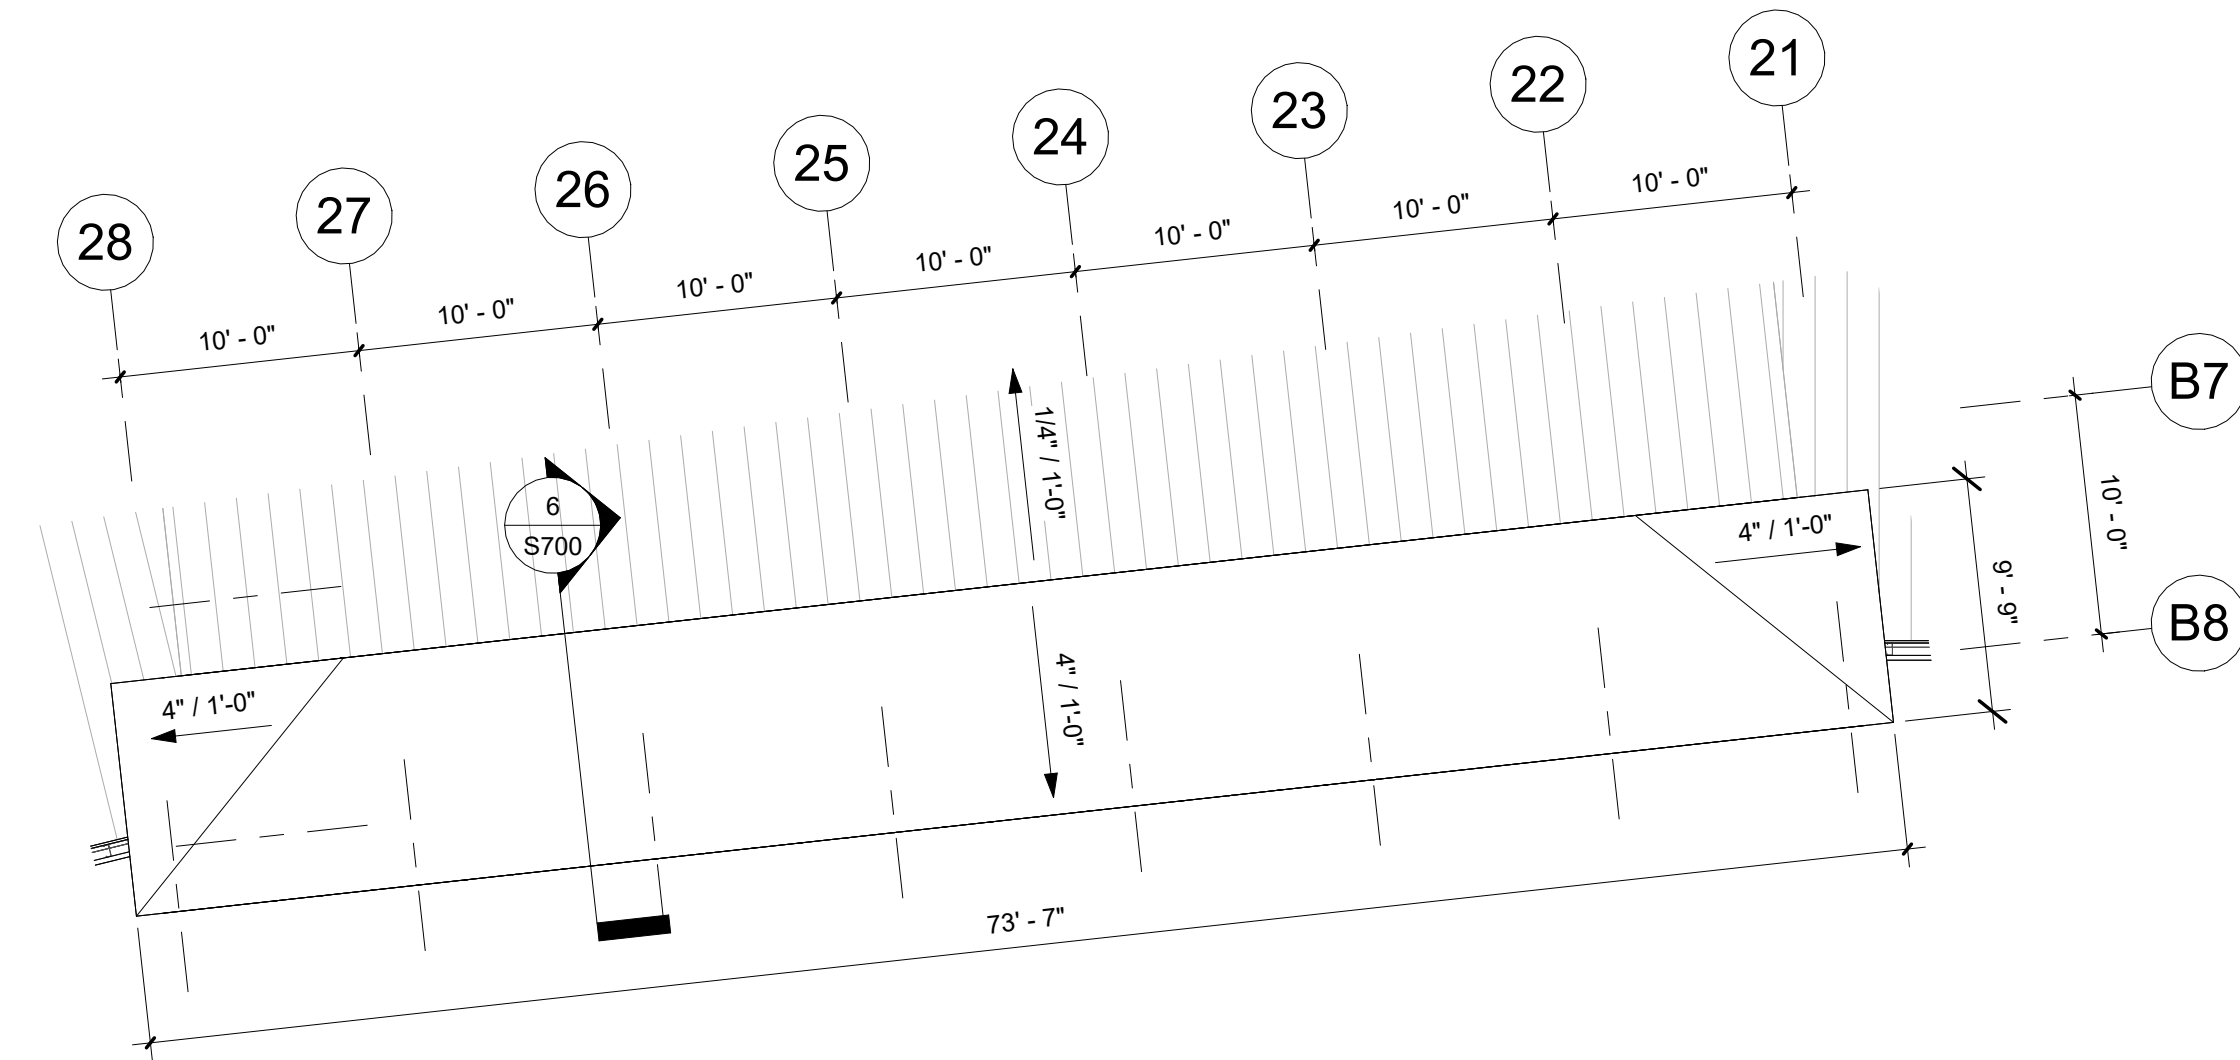 21
22
23
24
25
26
27
28
10' - 0"
10' - 0"
10' - 0"
10' - 0"
10' - 0"
10' - 0"
10' - 0"
B7
1/4" / 1'-0"
10' - 0"
6
S700
4" / 1'-0"
9' - 9"
B8
4" / 1'-0"
4" / 1'-0"
73' - 7"